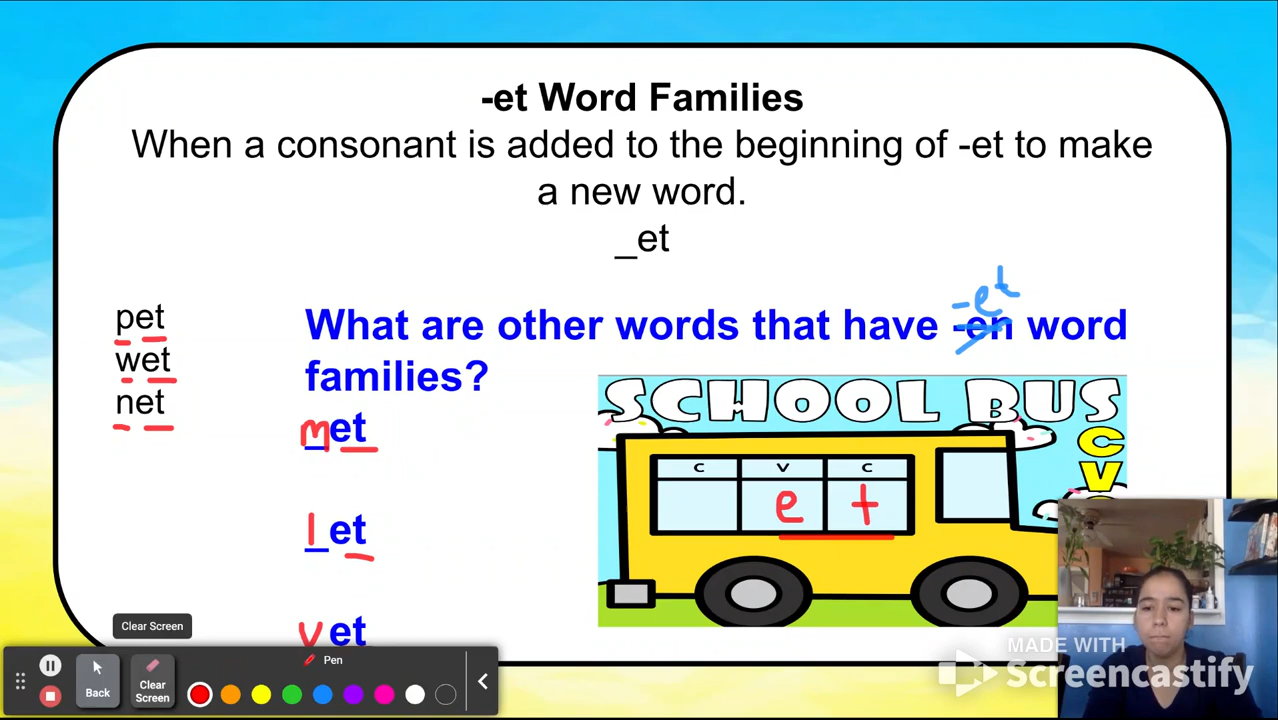 -et Word Families
When a consonant is added to the beginning of -et to make
a new word.
_et
-et
What are other words that have -en word
families?
pet
wet
net
met
let
vet
SCHOOL BUS
C V C
e t
C
V
Clear Screen
Pen
Back
Clear
Screen
MADE WITH
Screencastify